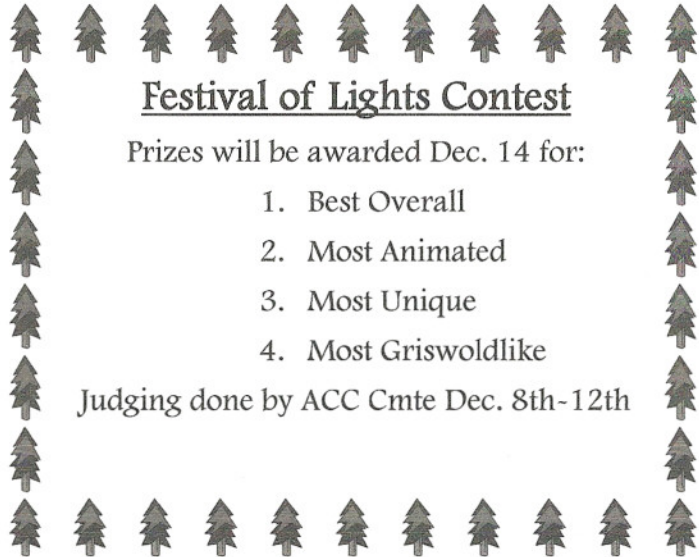 Festival of Lights Contest
Prizes will be awarded Dec. 14 for:
1. Best Overall
2. Most Animated
3. Most Unique
4. Most Griswoldlike
Judging done by ACC Cmte Dec. 8th-12th